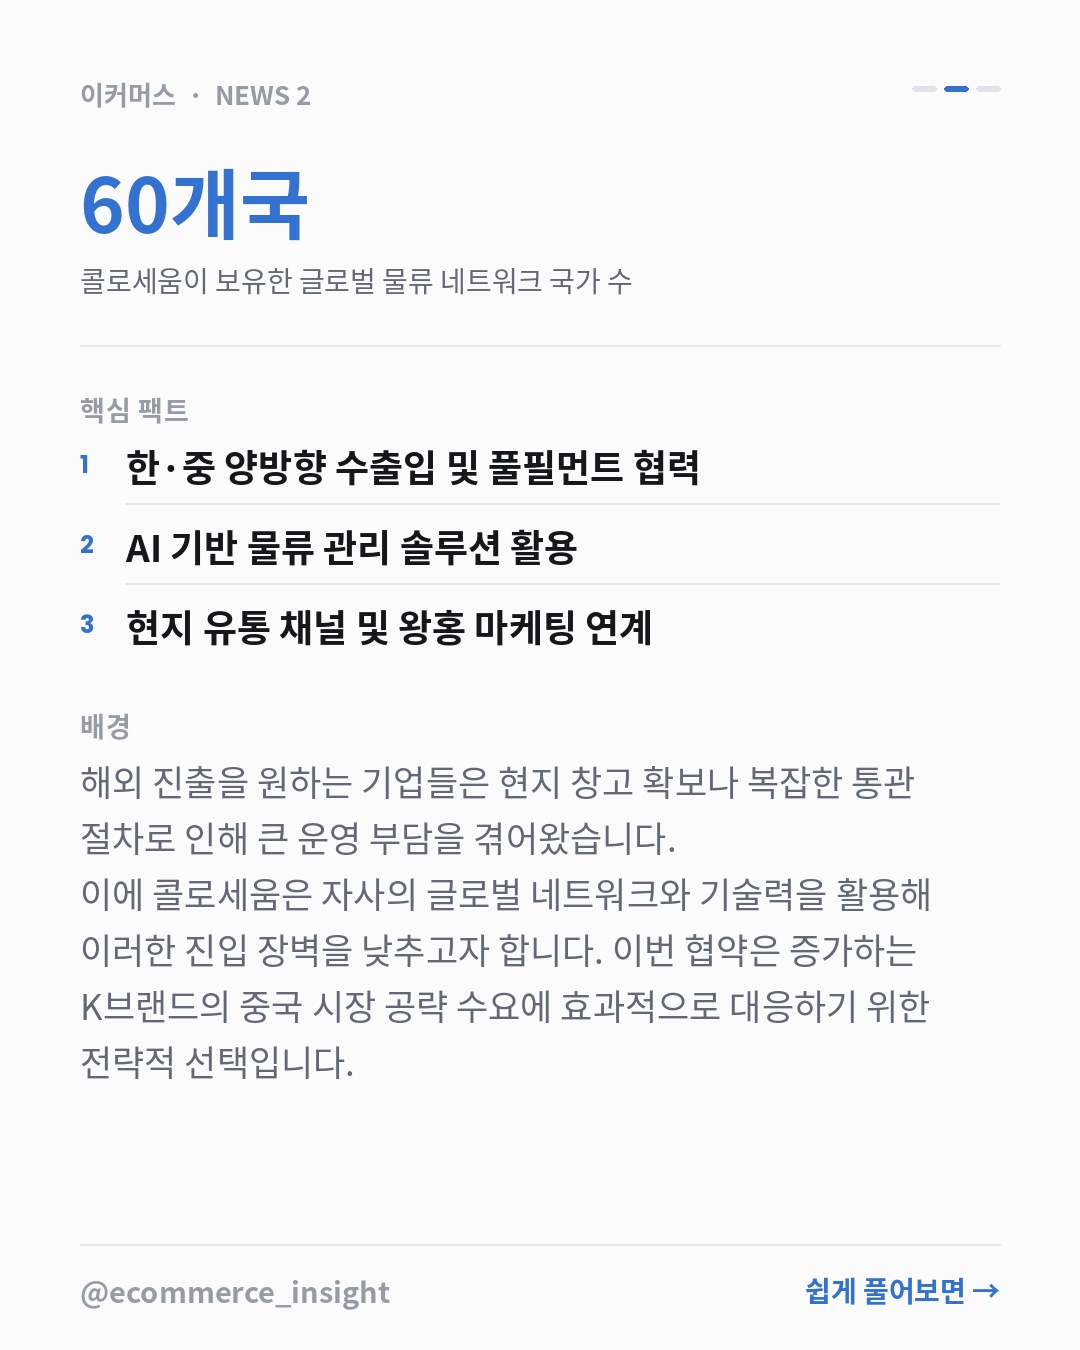 이커머스 · NEWS 2
60개국
콜로세움이 보유한 글로벌 물류 네트워크 국가 수
핵심 팩트
1 한·중 양방향 수출입 및 풀필먼트 협력
2 AI 기반 물류 관리 솔루션 활용
3 현지 유통 채널 및 왕홍 마케팅 연계
배경
해외 진출을 원하는 기업들은 현지 창고 확보나 복잡한 통관
절차로 인해 큰 운영 부담을 겪어왔습니다.
이에 콜로세움은 자사의 글로벌 네트워크와 기술력을 활용해
이러한 진입 장벽을 낮추고자 합니다. 이번 협약은 증가하는
K브랜드의 중국 시장 공략 수요에 효과적으로 대응하기 위한
전략적 선택입니다.
@ecommerce_insight
쉽게 풀어보면 →